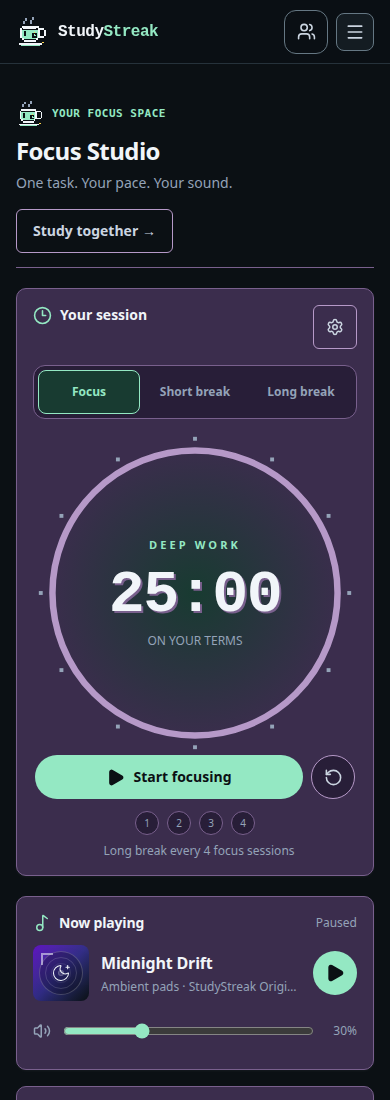 StudyStreak
YOUR FOCUS SPACE
Focus Studio
One task. Your pace. Your sound.
Study together →
Your session
Focus
Short break
Long break
DEEP WORK
25:00
ON YOUR TERMS
Start focusing
1 2 3 4
Long break every 4 focus sessions
Now playing
Paused
Midnight Drift
Ambient pads · StudyStreak Origi...
30%